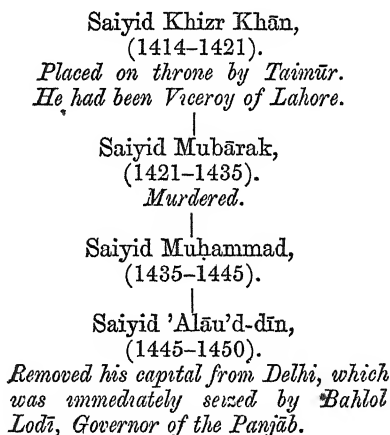 Saiyid Khizr Khān,
(1414–1421).
Placed on throne by Taimūr.
He had been Viceroy of Lahore.
Saiyid Mubārak,
(1421–1435).
Murdered.
Saiyid Muḥammad,
(1435–1445).
Saiyid 'Alāu'd-dīn,
(1445–1450).
Removed his capital from Delhi, which
was immediately seized by Bahlol
Lodī, Governor of the Panjāb.